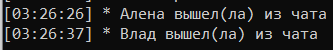 [03:26:26] * Алена вышел(ла) из чата
[03:26:37] * Влад вышел(ла) из чата